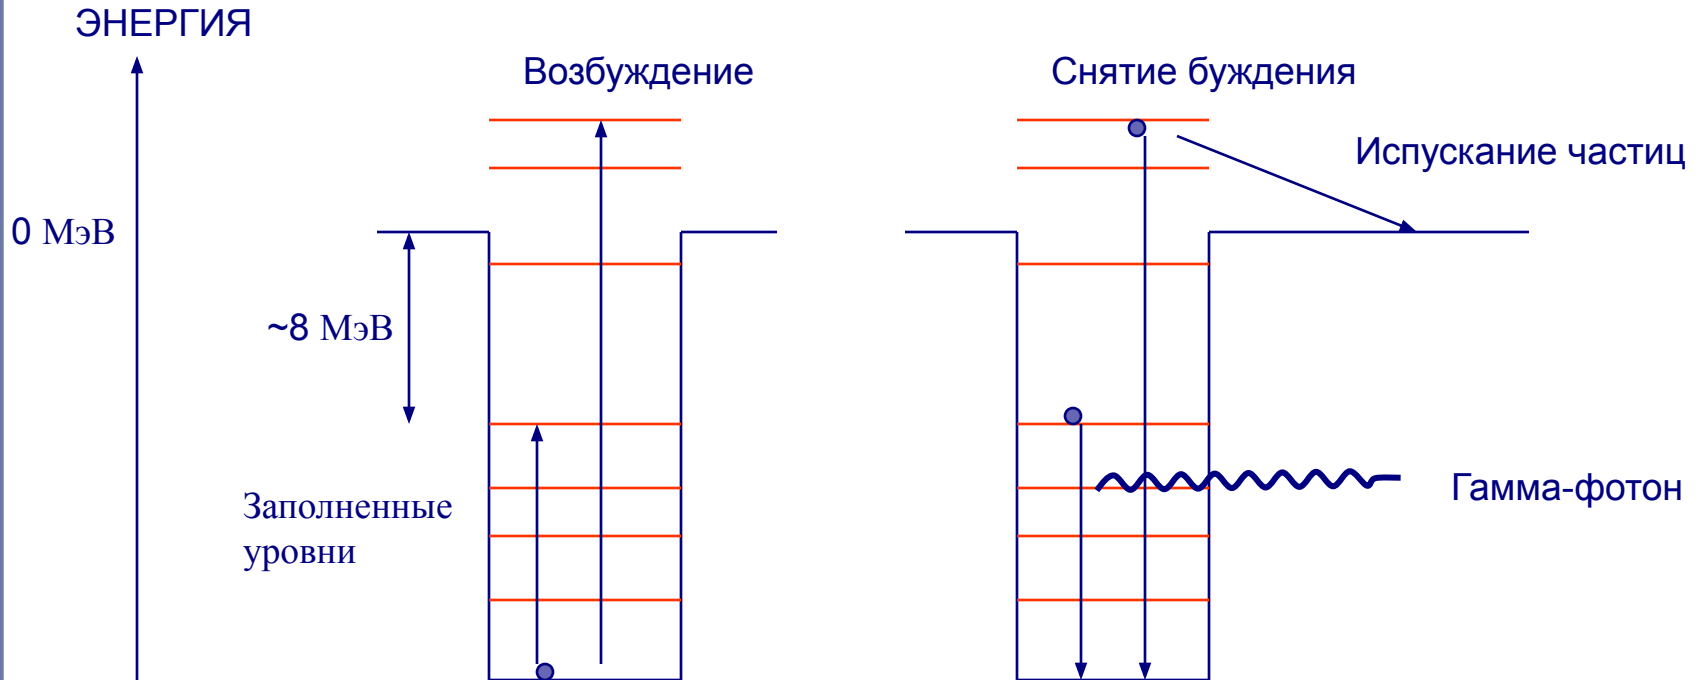 ЭНЕРГИЯ
Возбуждение
Снятие буждения
Испускание частиц
0 МэВ
~8 МэВ
Заполненные
уровни
Гамма-фотон